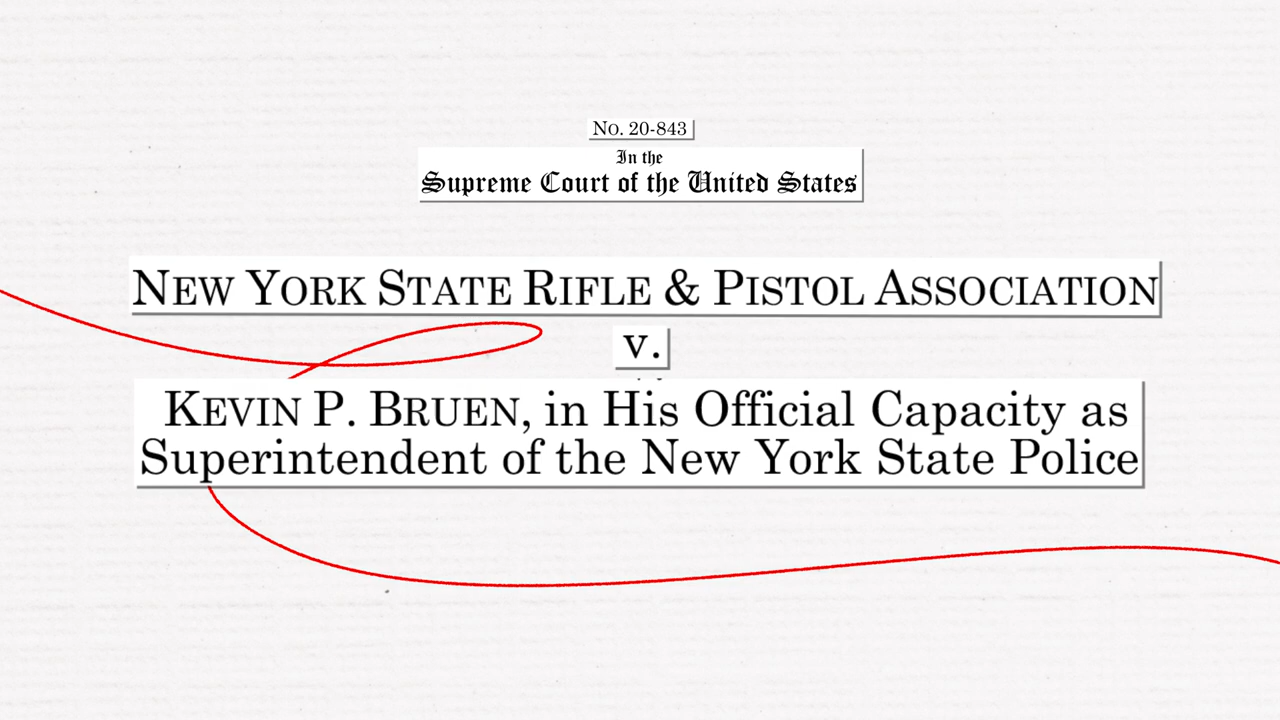 No. 20-843
In the
Supreme Court of the United States
New York State Rifle & Pistol Association
v.
Kevin P. Bruen, in His Official Capacity as
Superintendent of the New York State Police